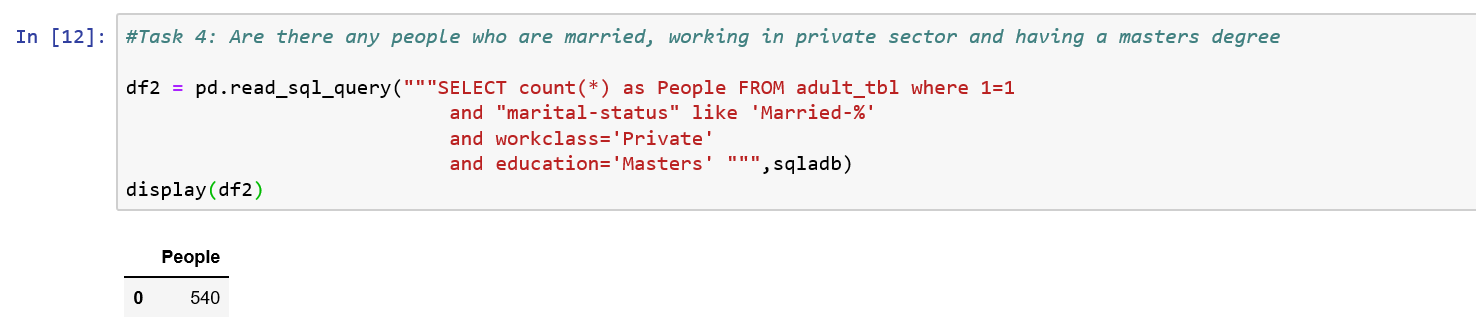 In [12]: #Task 4: Are there any people who are married, working in private sector and having a masters degree
df2 = pd.read_sql_query("""SELECT count(*) as People FROM adult_tbl where 1=1
and "marital-status" like 'Married-%'
and workclass='Private'
and education='Masters' """,sqladb)
display(df2)
People
0 540